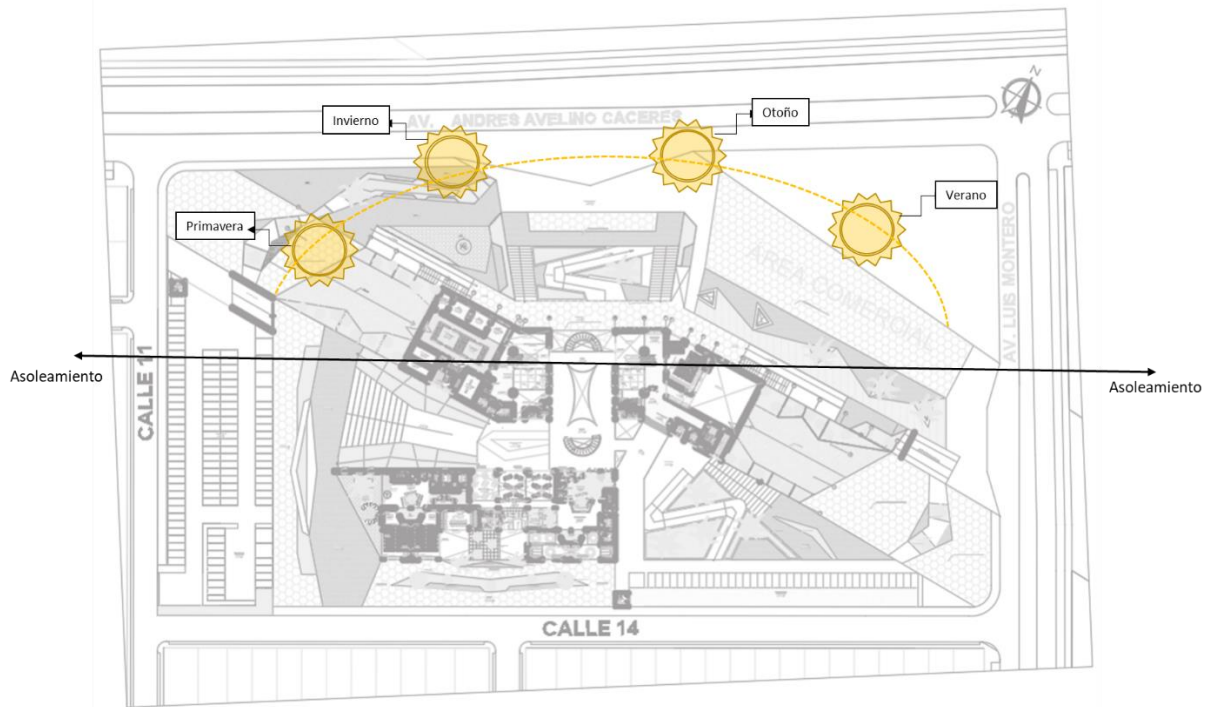 N
AV. ANDRES AVELINO CACERES
Invierno
Otoño
Verano
Primavera
AREA COMERCIAL
AV. LUIS MONTERO
CALLE 11
Asoleamiento
Asoleamiento
CALLE 14